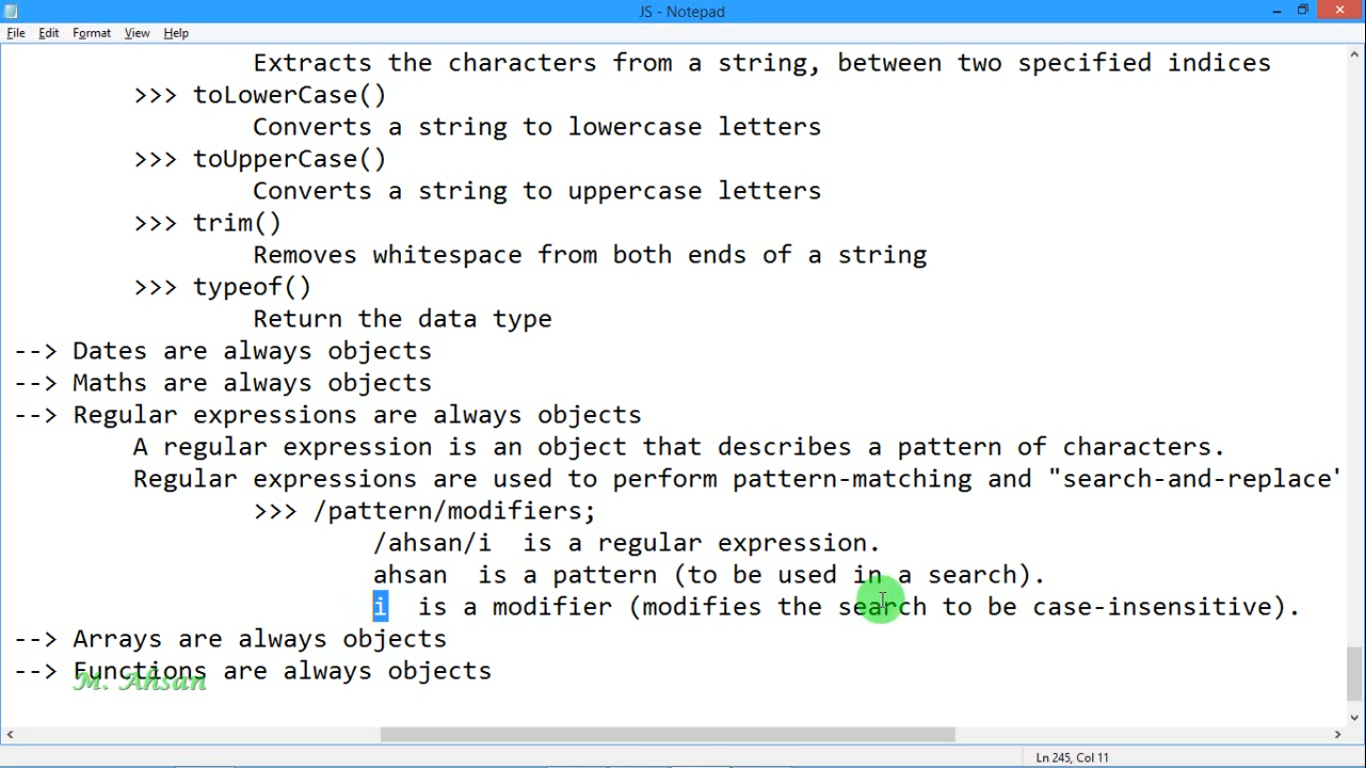 JS - Notepad
File Edit Format View Help
Extracts the characters from a string, between two specified indices
>>> toLowerCase()
Converts a string to lowercase letters
>>> toUpperCase()
Converts a string to uppercase letters
>>> trim()
Removes whitespace from both ends of a string
>>> typeof()
Return the data type
--> Dates are always objects
--> Maths are always objects
--> Regular expressions are always objects
A regular expression is an object that describes a pattern of characters.
Regular expressions are used to perform pattern-matching and "search-and-replace'
>>> /pattern/modifiers;
/ahsan/i is a regular expression.
ahsan is a pattern (to be used in a search).
i is a modifier (modifies the search to be case-insensitive).
--> Arrays are always objects
--> Functions are always objects
M. Ahsan
Ln 245, Col 11